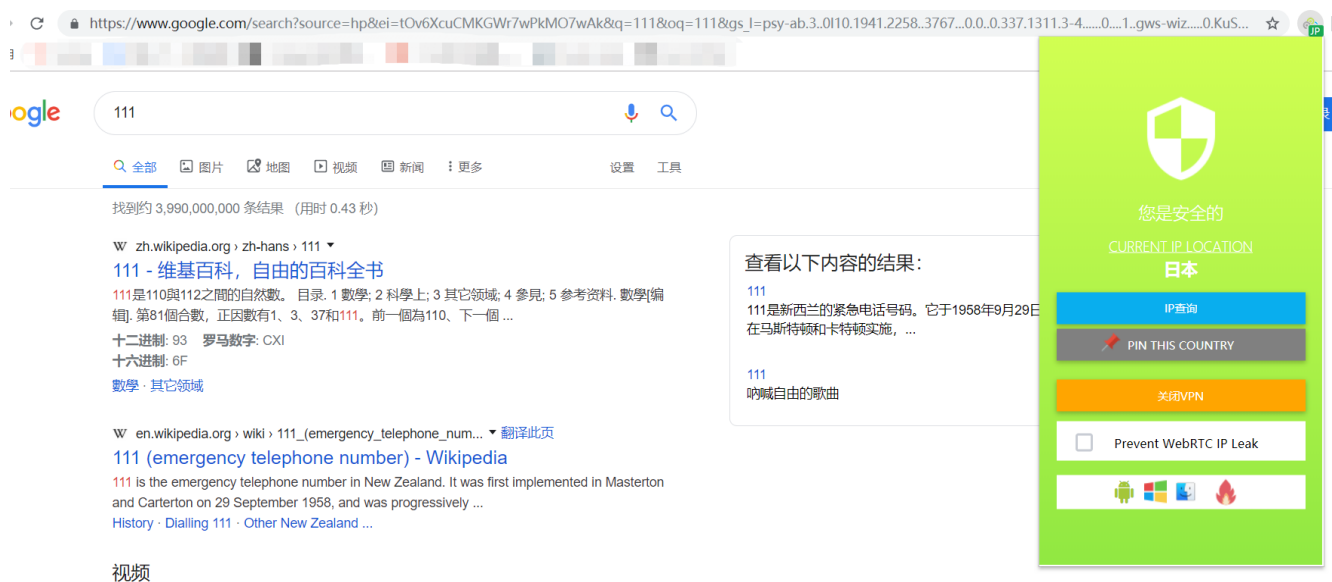 https://www.google.com/search?source=hp&ei=tOv6XcuCMKGWr7wPkMO7wAk&q=111&oq=111&gs_l=psy-ab.3..0l10.1941.2258..3767...0.0..0.337.1311.3-4......0....1..gws-wiz.....0.KuS...
JP
ogle
111
全部 图片 地图 视频 新闻 更多 设置 工具
找到约 3,990,000,000 条结果 (用时 0.43 秒)
W zh.wikipedia.org › zh-hans › 111
111 - 维基百科，自由的百科全书
111是110與112之間的自然數。 目录. 1 數學; 2 科學上; 3 其它领域; 4 參見; 5 参考资料. 數學[编
辑]. 第81個合數，正因數有1、3、37和111。前一個為110、下一個 ...
十二进制: 93 罗马数字: CXI
十六进制: 6F
數學 · 其它领域
W en.wikipedia.org › wiki › 111_(emergency_telephone_num... 翻译此页
111 (emergency telephone number) - Wikipedia
111 is the emergency telephone number in New Zealand. It was first implemented in Masterton
and Carterton on 29 September 1958, and was progressively ...
History · Dialling 111 · Other New Zealand ...
视频
查看以下内容的结果：
111
111是新西兰的紧急电话号码。它于1958年9月29日
在马斯特顿和卡特顿实施，...
111
呐喊自由的歌曲
您是安全的
CURRENT IP LOCATION
日本
IP查询
PIN THIS COUNTRY
关闭VPN
Prevent WebRTC IP Leak